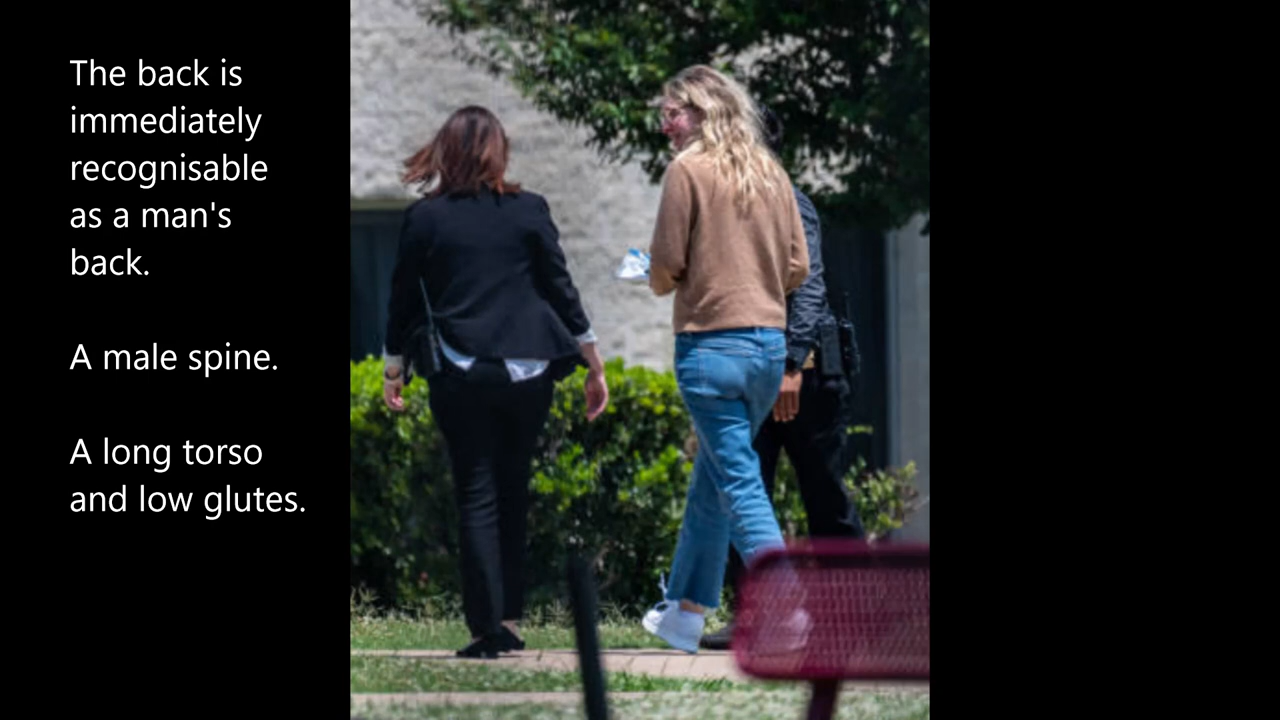 The back is
immediately
recognisable
as a man's
back.
A male spine.
A long torso
and low glutes.